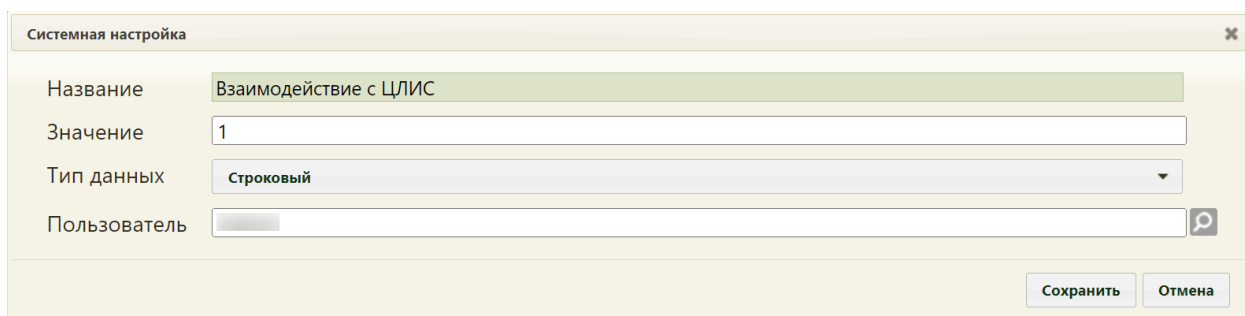 Системная настройка
Название Взаимодействие с ЦЛИС
Значение 1
Тип данных Строковый
Пользователь
Сохранить Отмена